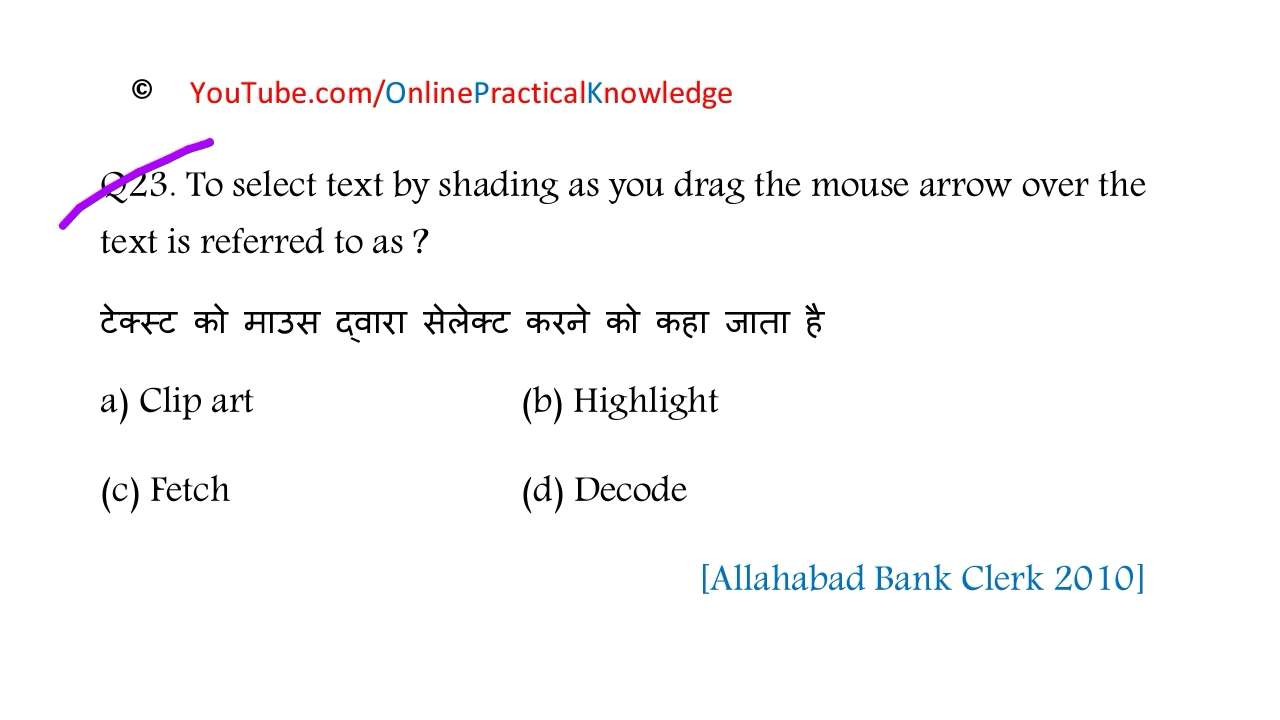 © YouTube.com/OnlinePracticalKnowledge
Q23. To select text by shading as you drag the mouse arrow over the
text is referred to as ?
टेक्स्ट को माउस द्वारा सेलेक्ट करने को कहा जाता है
a) Clip art (b) Highlight
(c) Fetch (d) Decode
[Allahabad Bank Clerk 2010]